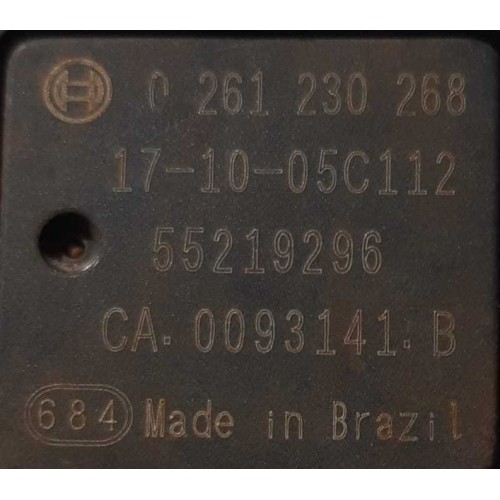 0 261 230 268
17-10-05C112
55219296
CA. 0093141. B
684 Made in Brazil